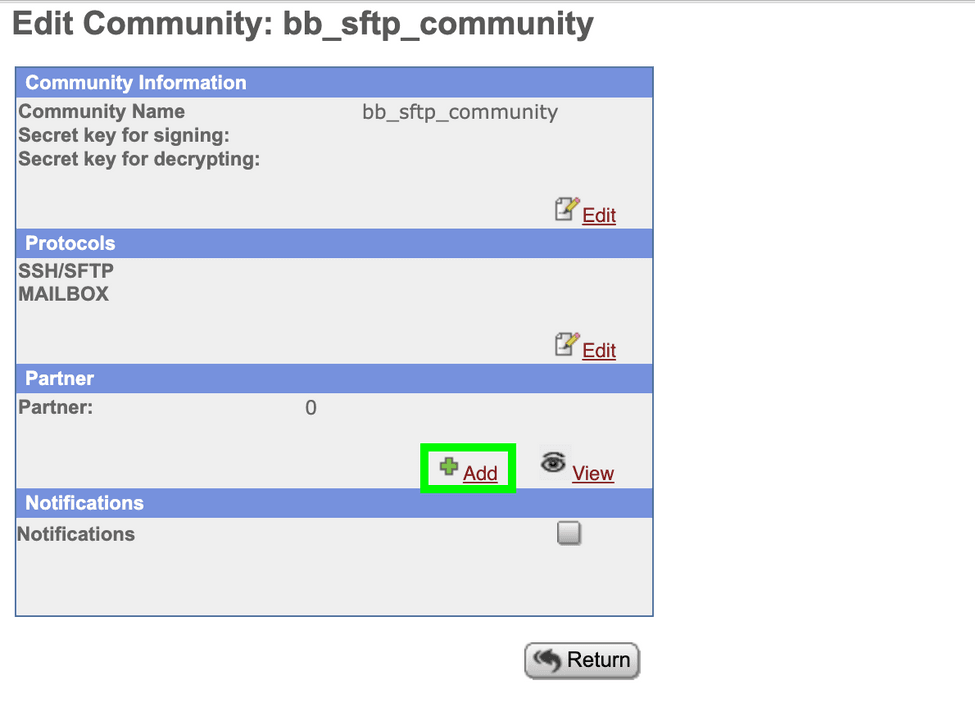 Edit Community: bb_sftp_community
Community Information
Community Name bb_sftp_community
Secret key for signing:
Secret key for decrypting:
Edit
Protocols
SSH/SFTP
MAILBOX
Edit
Partner
Partner: 0
Add View
Notifications
Notifications
Return